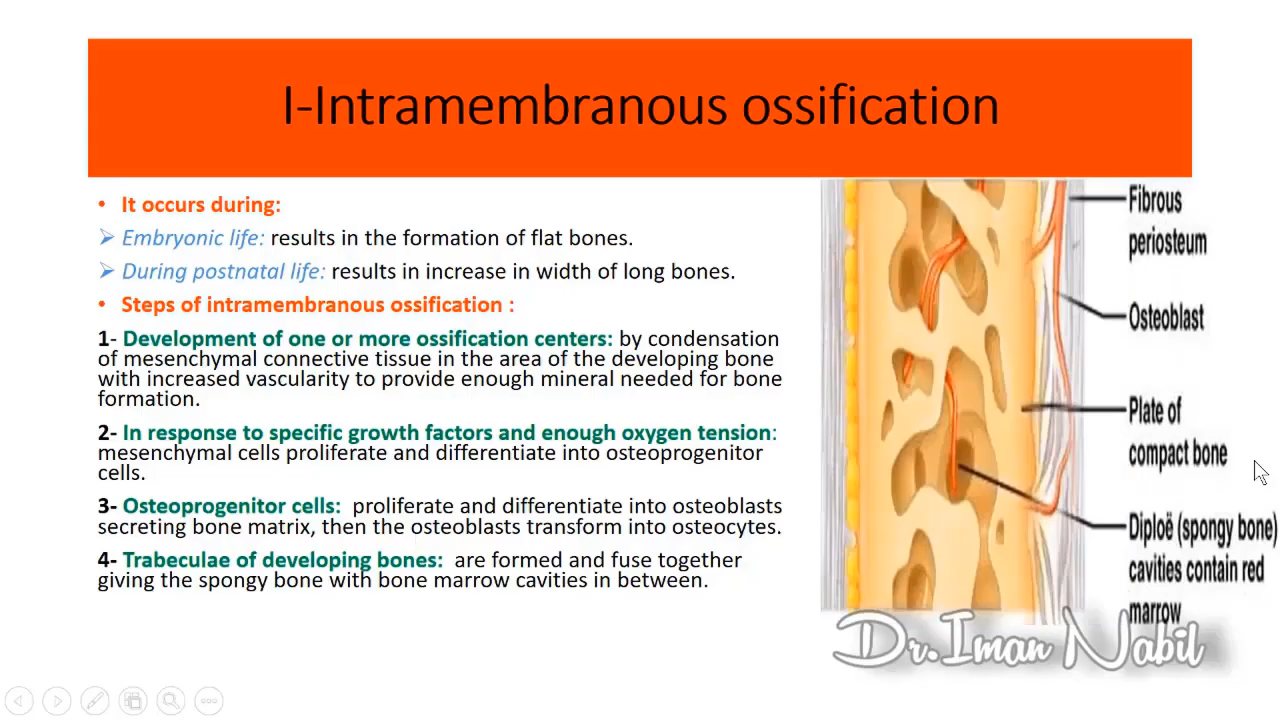 I-Intramembranous ossification
• It occurs during:
➢ Embryonic life: results in the formation of flat bones.
➢ During postnatal life: results in increase in width of long bones.
• Steps of intramembranous ossification :
1- Development of one or more ossification centers: by condensation
of mesenchymal connective tissue in the area of the developing bone
with increased vascularity to provide enough mineral needed for bone
formation.
2- In response to specific growth factors and enough oxygen tension:
mesenchymal cells proliferate and differentiate into osteoprogenitor
cells.
3- Osteoprogenitor cells: proliferate and differentiate into osteoblasts
secreting bone matrix, then the osteoblasts transform into osteocytes.
4- Trabeculae of developing bones: are formed and fuse together
giving the spongy bone with bone marrow cavities in between.
Fibrous
periosteum
Osteoblast
Plate of
compact bone
Diploë (spongy bone)
cavities contain red
marrow
Dr.Iman Nabil